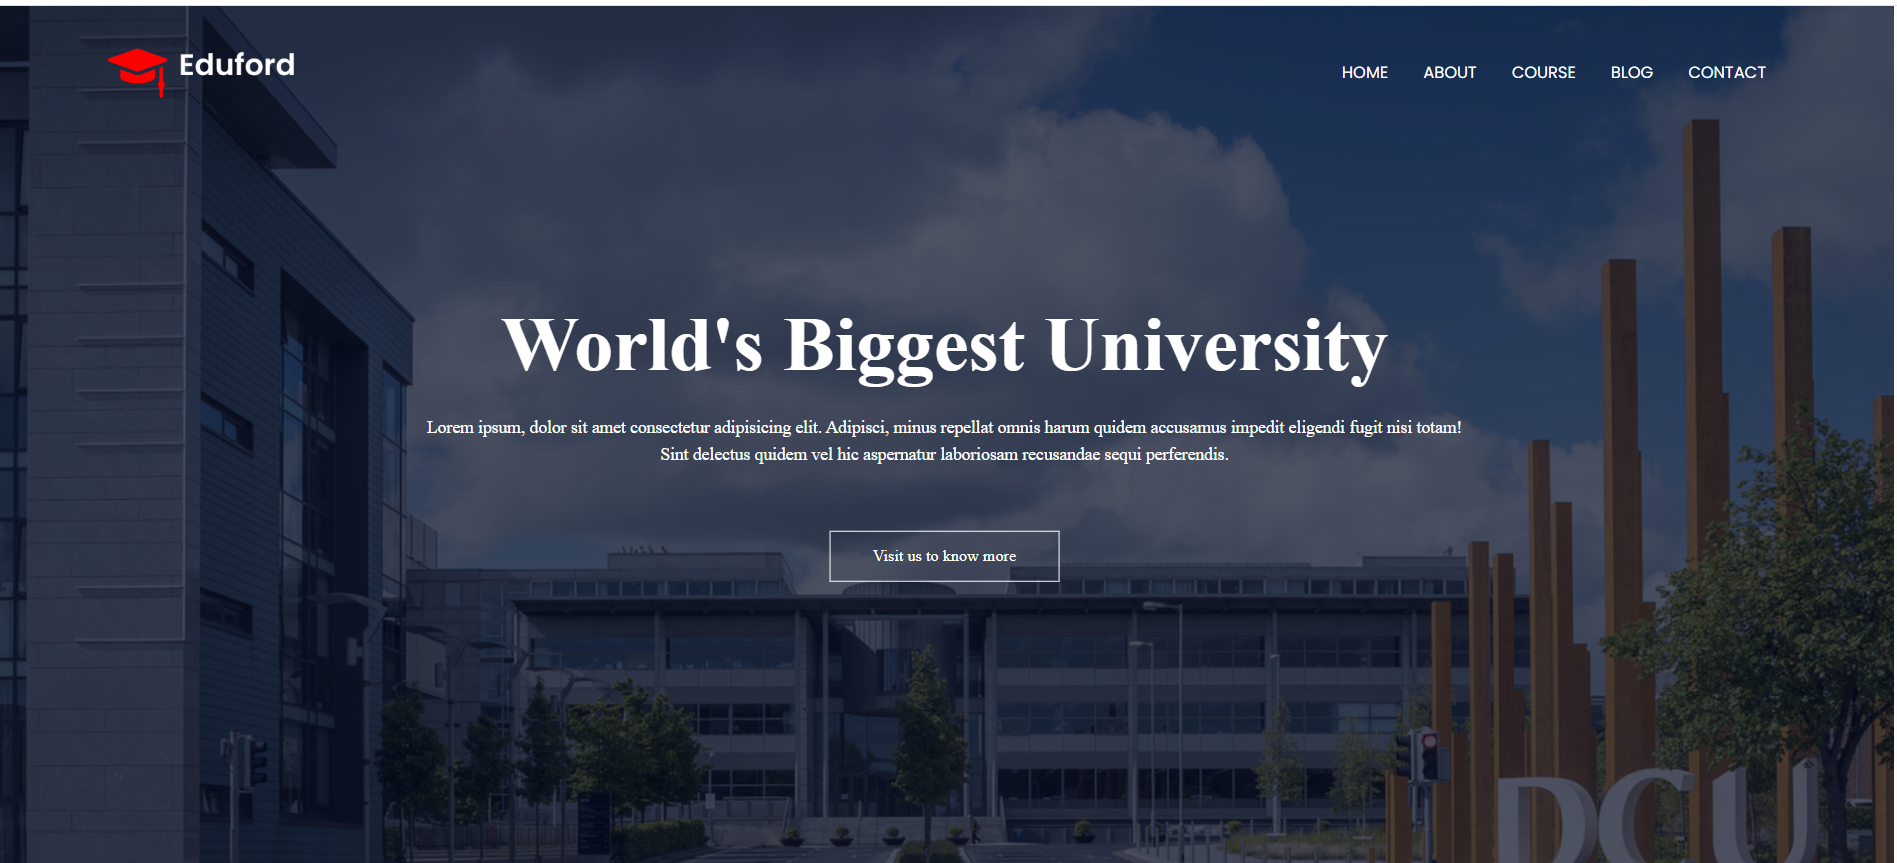 Eduford
HOME ABOUT COURSE BLOG CONTACT
World's Biggest University
Lorem ipsum, dolor sit amet consectetur adipisicing elit. Adipisci, minus repellat omnis harum quidem accusamus impedit eligendi fugit nisi totam!
Sint delectus quidem vel hic aspernatur laboriosam recusandae sequi perferendis.
Visit us to know more
DCU